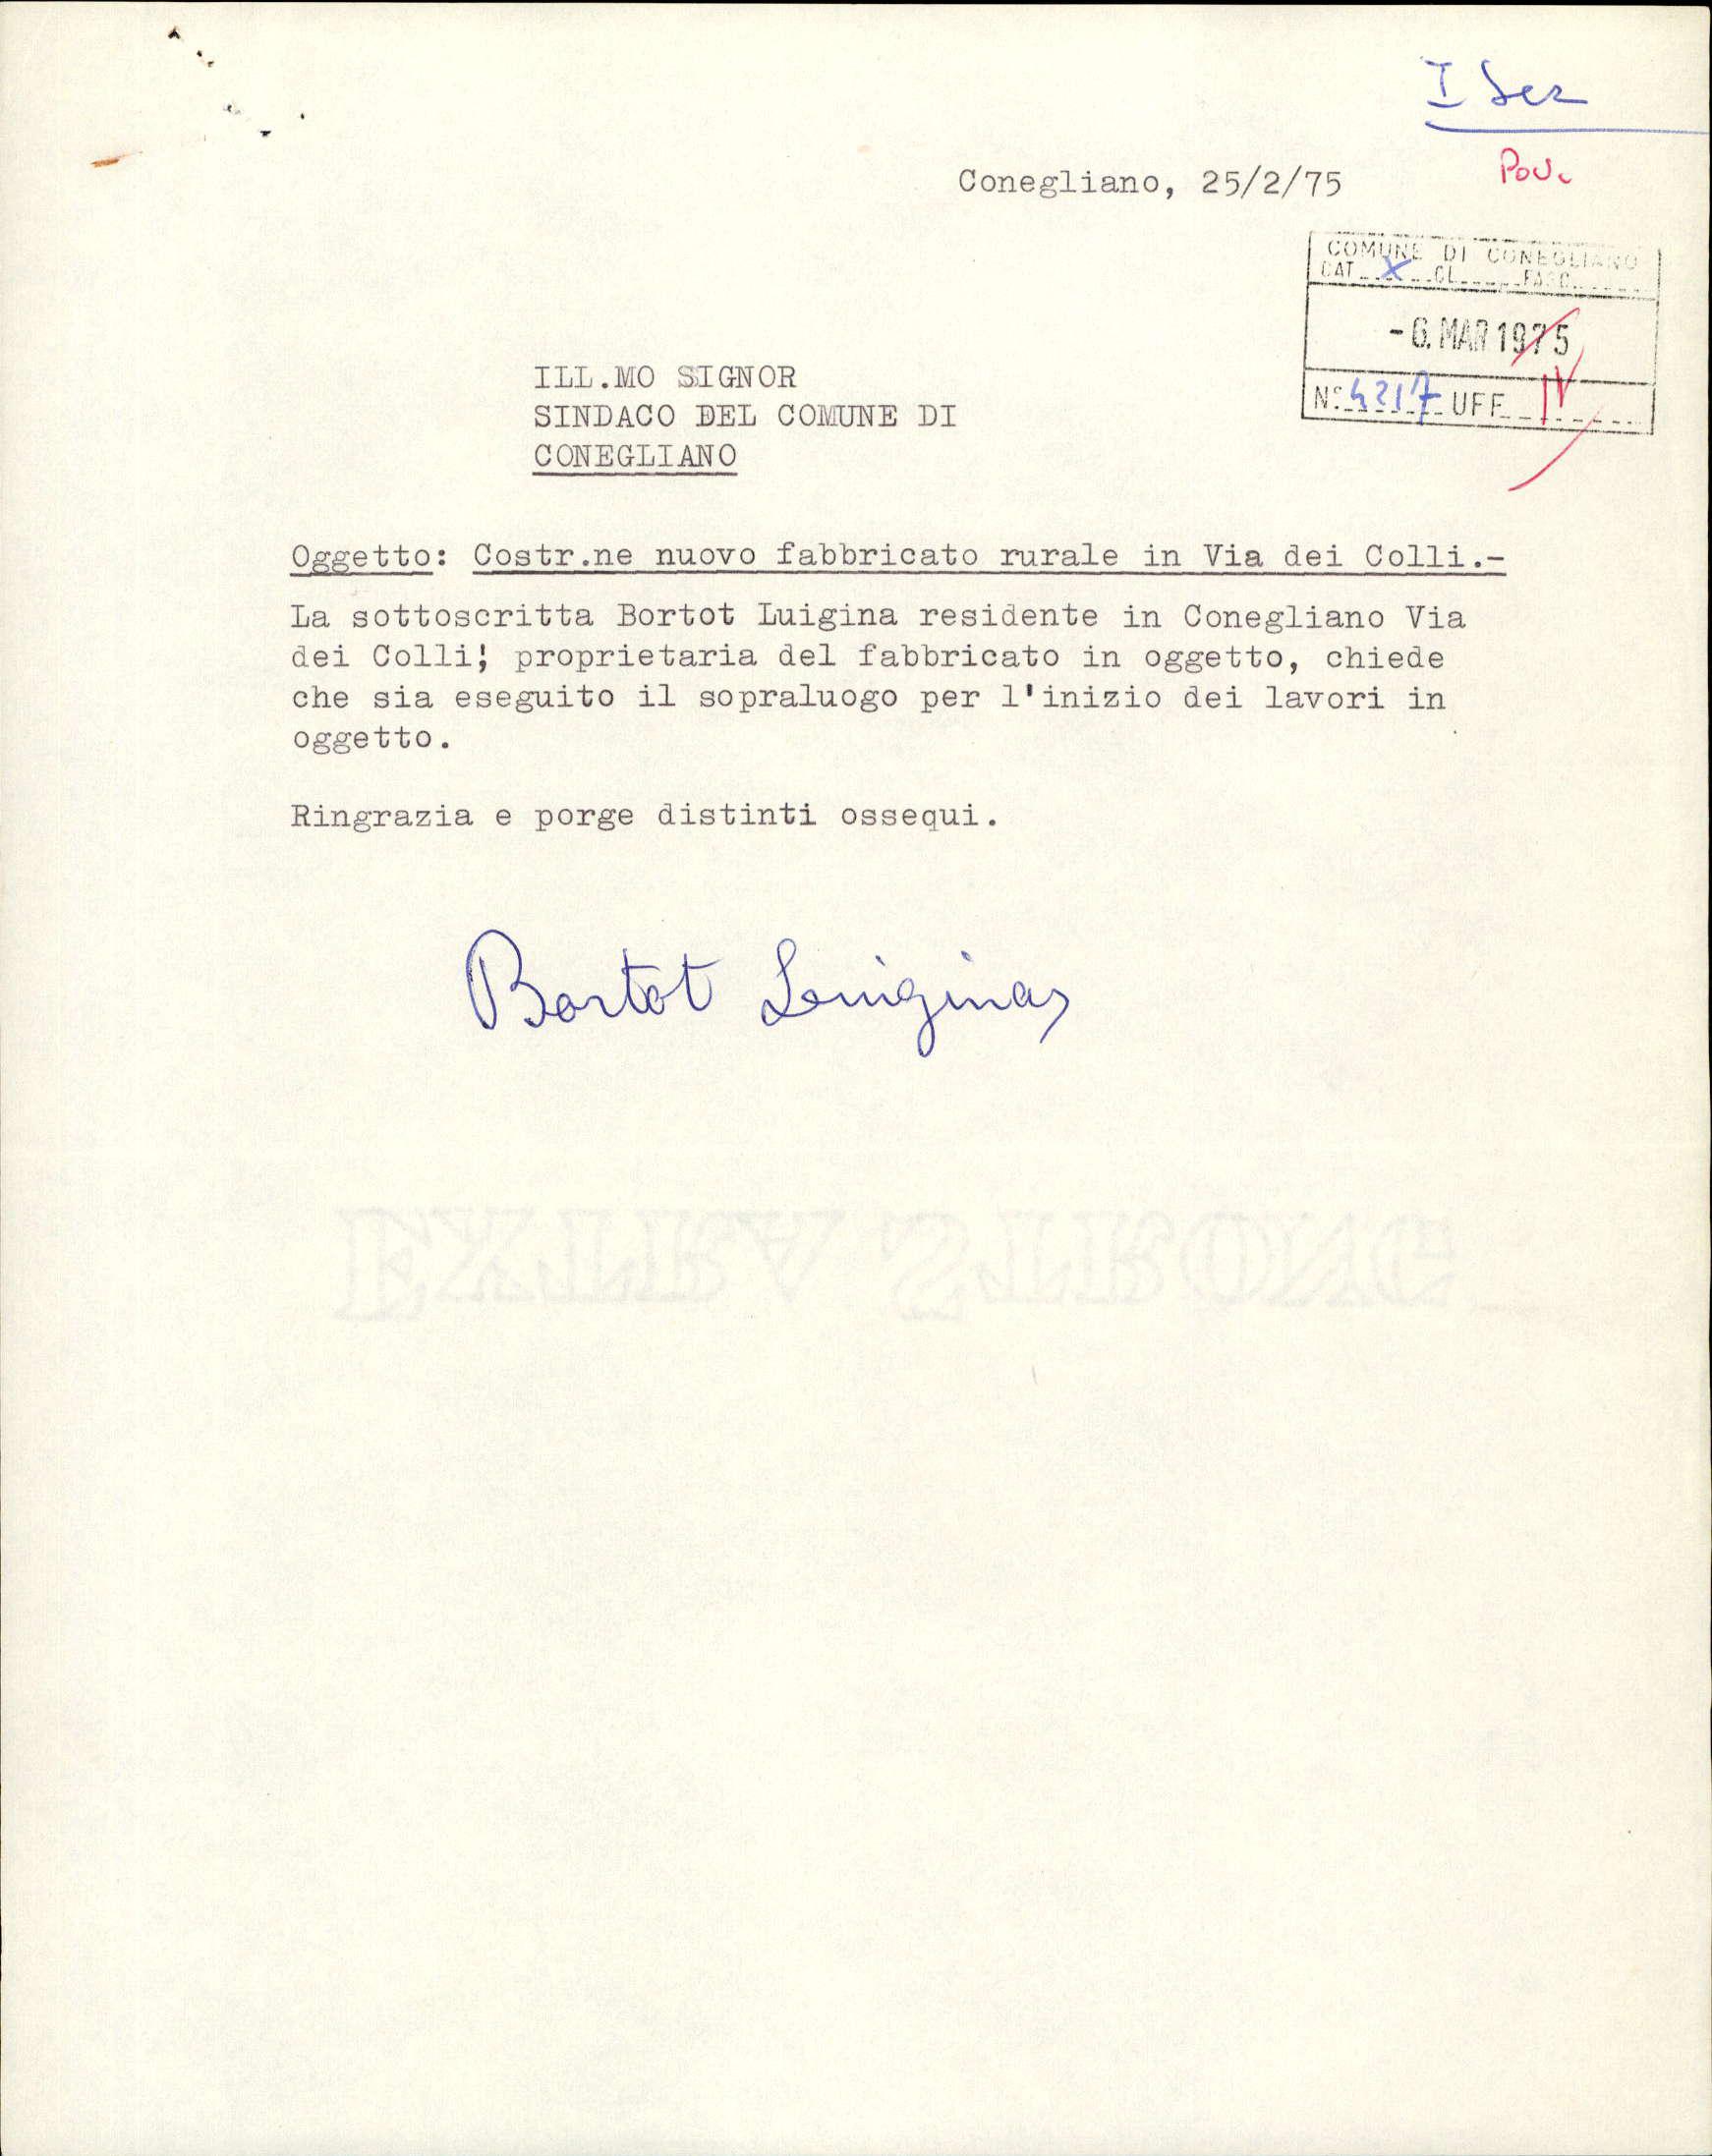 I Sez
Conegliano, 25/2/75
COMUNE DI CONEGLIANO
CAT. X CL. FASC.
-6. MAR 1975
N° 4217 UFF. IV
ILL.MO SIGNOR
SINDACO DEL COMUNE DI
CONEGLIANO
Oggetto: Costr.ne nuovo fabbricato rurale in Via dei Colli.-
La sottoscritta Bortot Luigina residente in Conegliano Via
dei Colli; proprietaria del fabbricato in oggetto, chiede
che sia eseguito il sopraluogo per l'inizio dei lavori in
oggetto.
Ringrazia e porge distinti ossequi.
Bortot Luigina
EXTRA STRONG